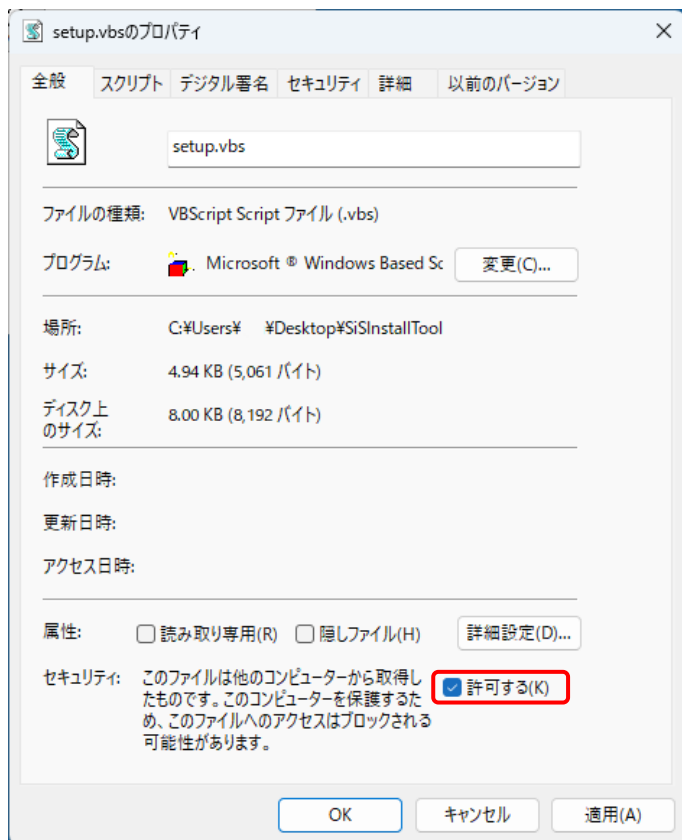 setup.vbsのプロパティ
全般 スクリプト デジタル署名 セキュリティ 詳細 以前のバージョン
setup.vbs
ファイルの種類: VBScript Script ファイル (.vbs)
プログラム: Microsoft ® Windows Based Sc 変更(C)...
場所: C:¥Users¥ ¥Desktop¥SiSInstallTool
サイズ: 4.94 KB (5,061 バイト)
ディスク上
のサイズ: 8.00 KB (8,192 バイト)
作成日時:
更新日時:
アクセス日時:
属性: 読み取り専用(R) 隠しファイル(H) 詳細設定(D)...
セキュリティ: このファイルは他のコンピューターから取得し
たものです。このコンピューターを保護するた
め、このファイルへのアクセスはブロックされる
可能性があります。
許可する(K)
OK キャンセル 適用(A)